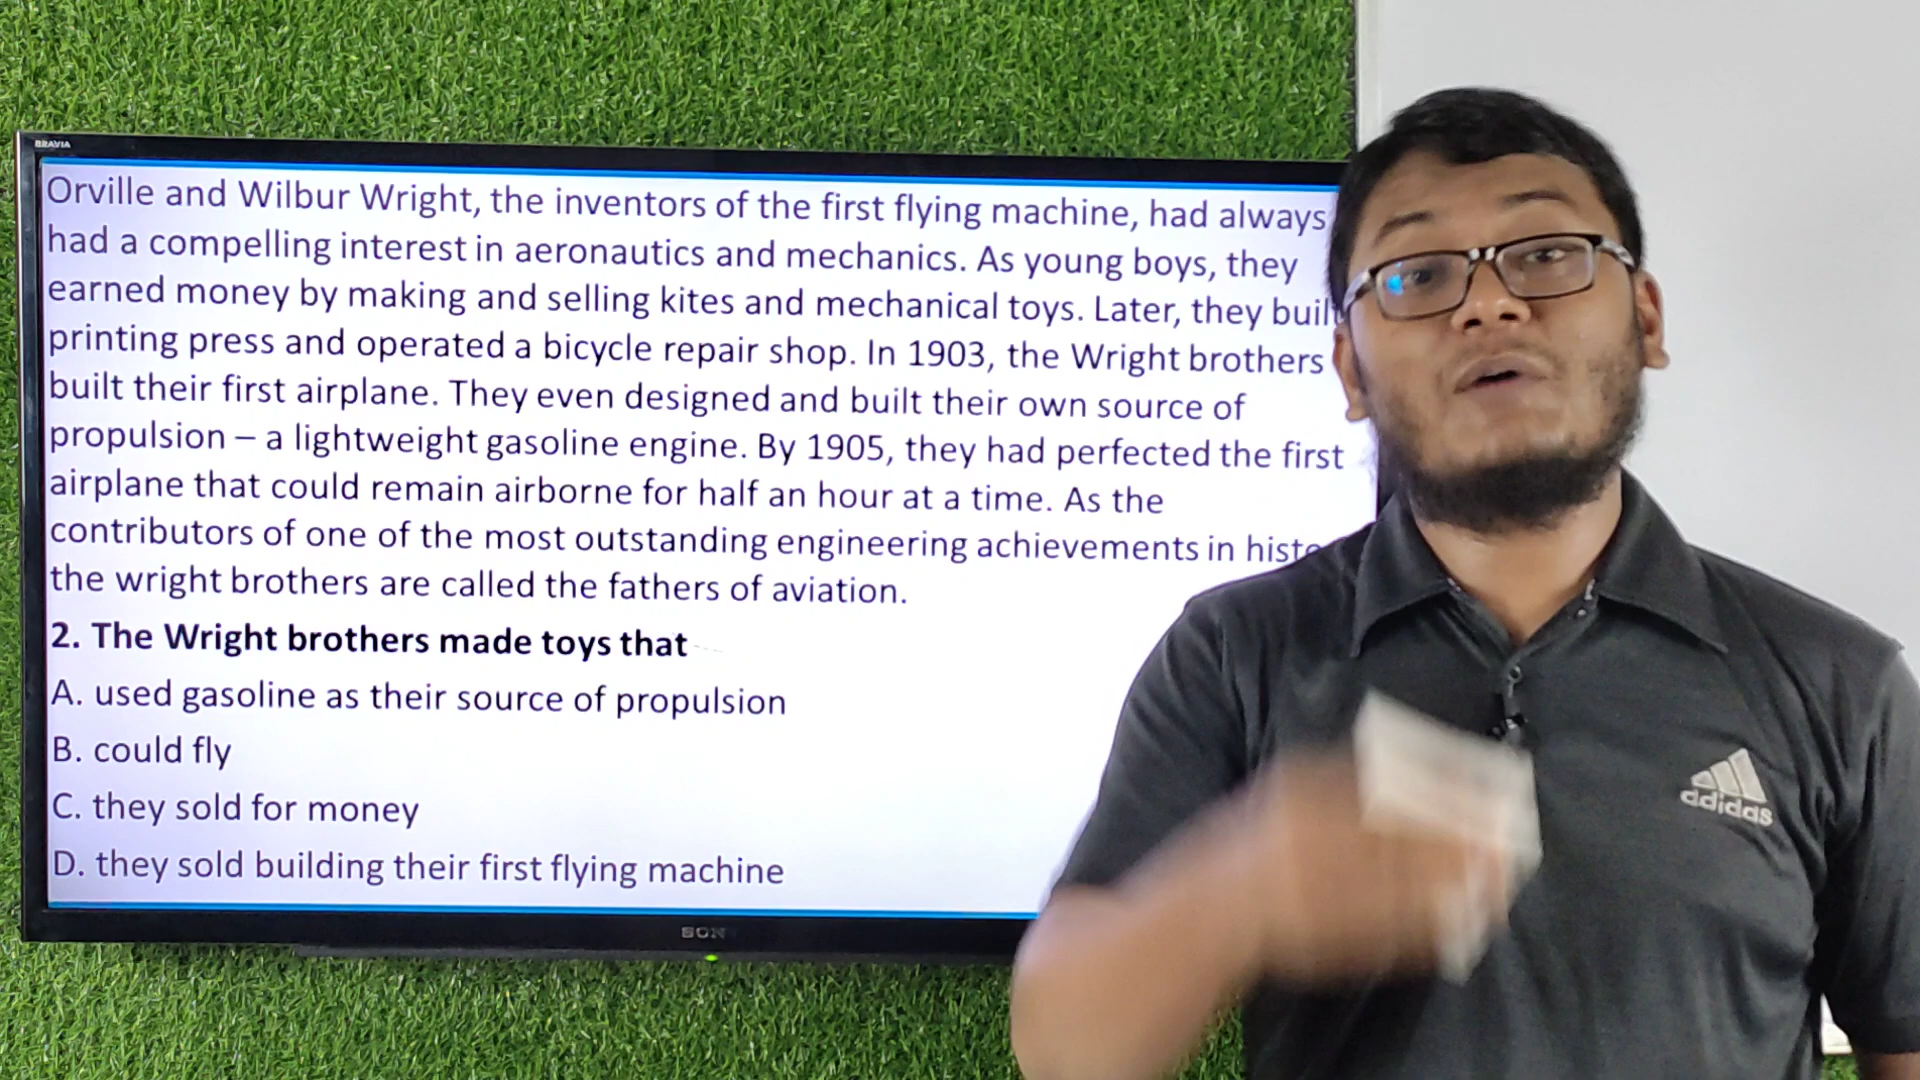 BRAVIA
Orville and Wilbur Wright, the inventors of the first flying machine, had always
had a compelling interest in aeronautics and mechanics. As young boys, they
earned money by making and selling kites and mechanical toys. Later, they
printing press and operated a bicycle repair shop. In 1903, the Wright brothers
built their first airplane. They even designed and built their own source of
propulsion – a lightweight gasoline engine. By 1905, they had perfected the first
airplane that could remain airborne for half an hour at a time. As the
contributors of one of the most outstanding engineering achievements in
the wright brothers are called the fathers of aviation.
2. The Wright brothers made toys that
A. used gasoline as their source of propulsion
B. could fly
C. they sold for money
D. they sold building their first flying machine
SONY
ddidas